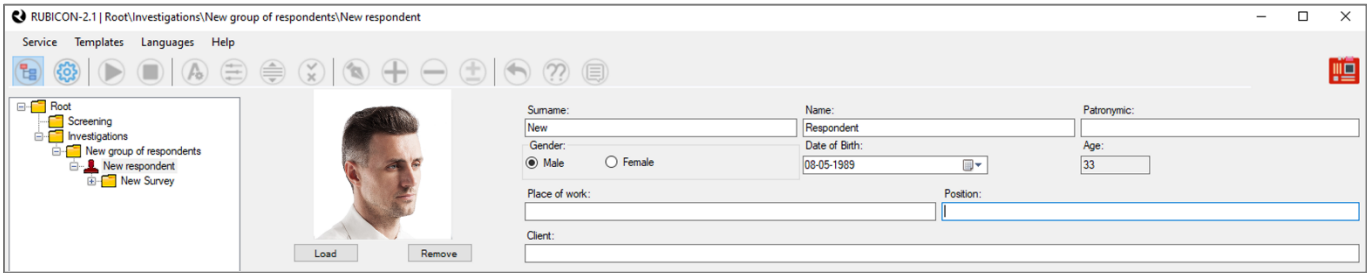 RUBICON-2.1 | Root\Investigations\New group of respondents\New respondent
Service Templates Languages Help
Root
Screening
Investigations
New group of respondents
New respondent
New Survey
Load Remove
Surname: Name: Patronymic:
New Respondent
Gender: Date of Birth: Age:
Male Female 08-05-1989 33
Place of work: Position:
Client: